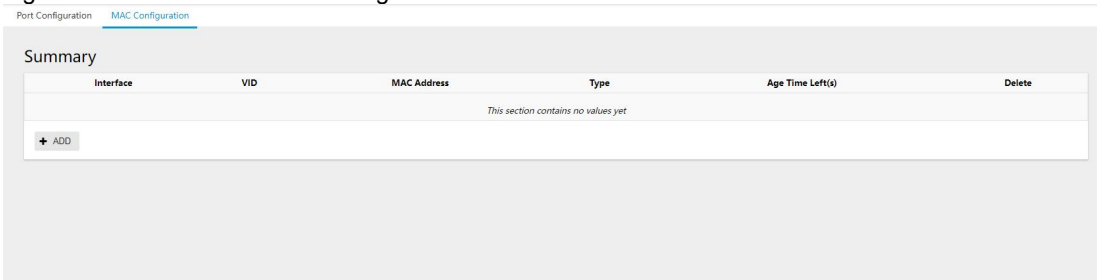 Port Configuration MAC Configuration
Summary
Interface VID MAC Address Type Age Time Left(s) Delete
This section contains no values yet
+ ADD